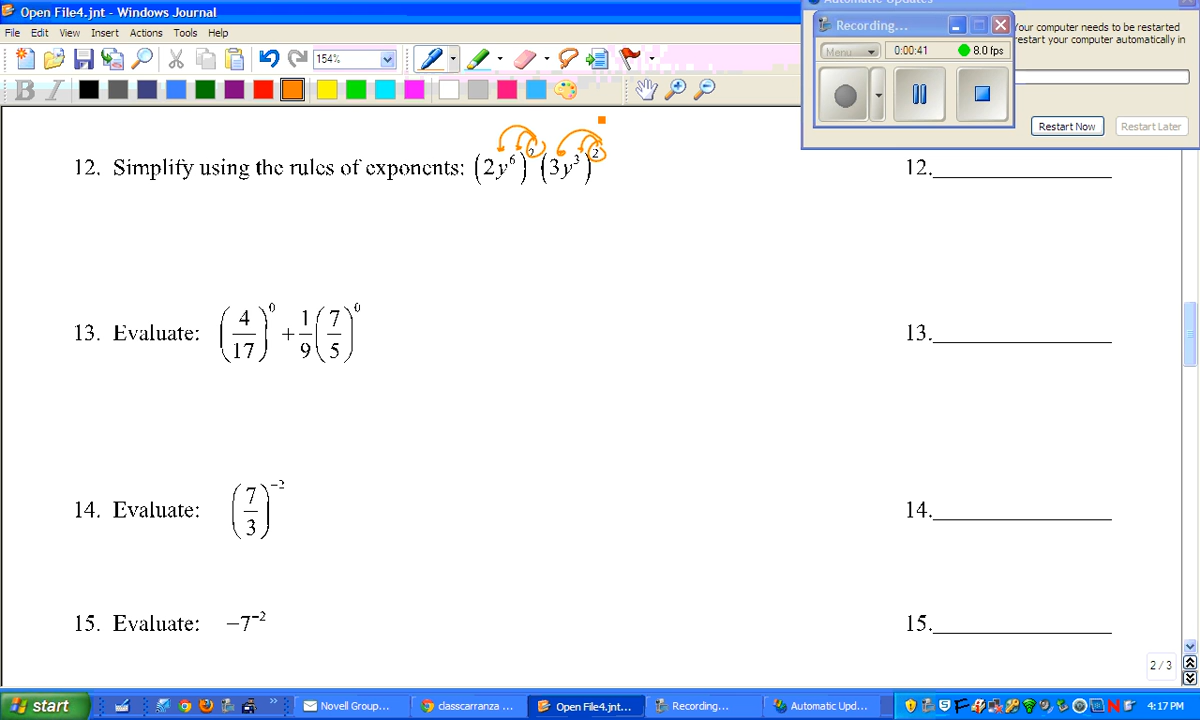 Open File4.jnt - Windows Journal
Automatic Updates
File Edit View Insert Actions Tools Help
Recording...
Your computer needs to be restarted
restart your computer automatically in
154%
Menu 0:00:41 8.0 fps
B I
Restart Now Restart Later
12. Simplify using the rules of exponents: (2y⁶) (3y³)² 12.
13. Evaluate: (4/17)⁰ + 1/9 (7/5)⁰ 13.
14. Evaluate: (7/3)⁻² 14.
15. Evaluate: −7⁻² 15.
2 / 3
start Novell Group... classcarranza ... Open File4.jnt... Recording... Automatic Upd... 4:17 PM